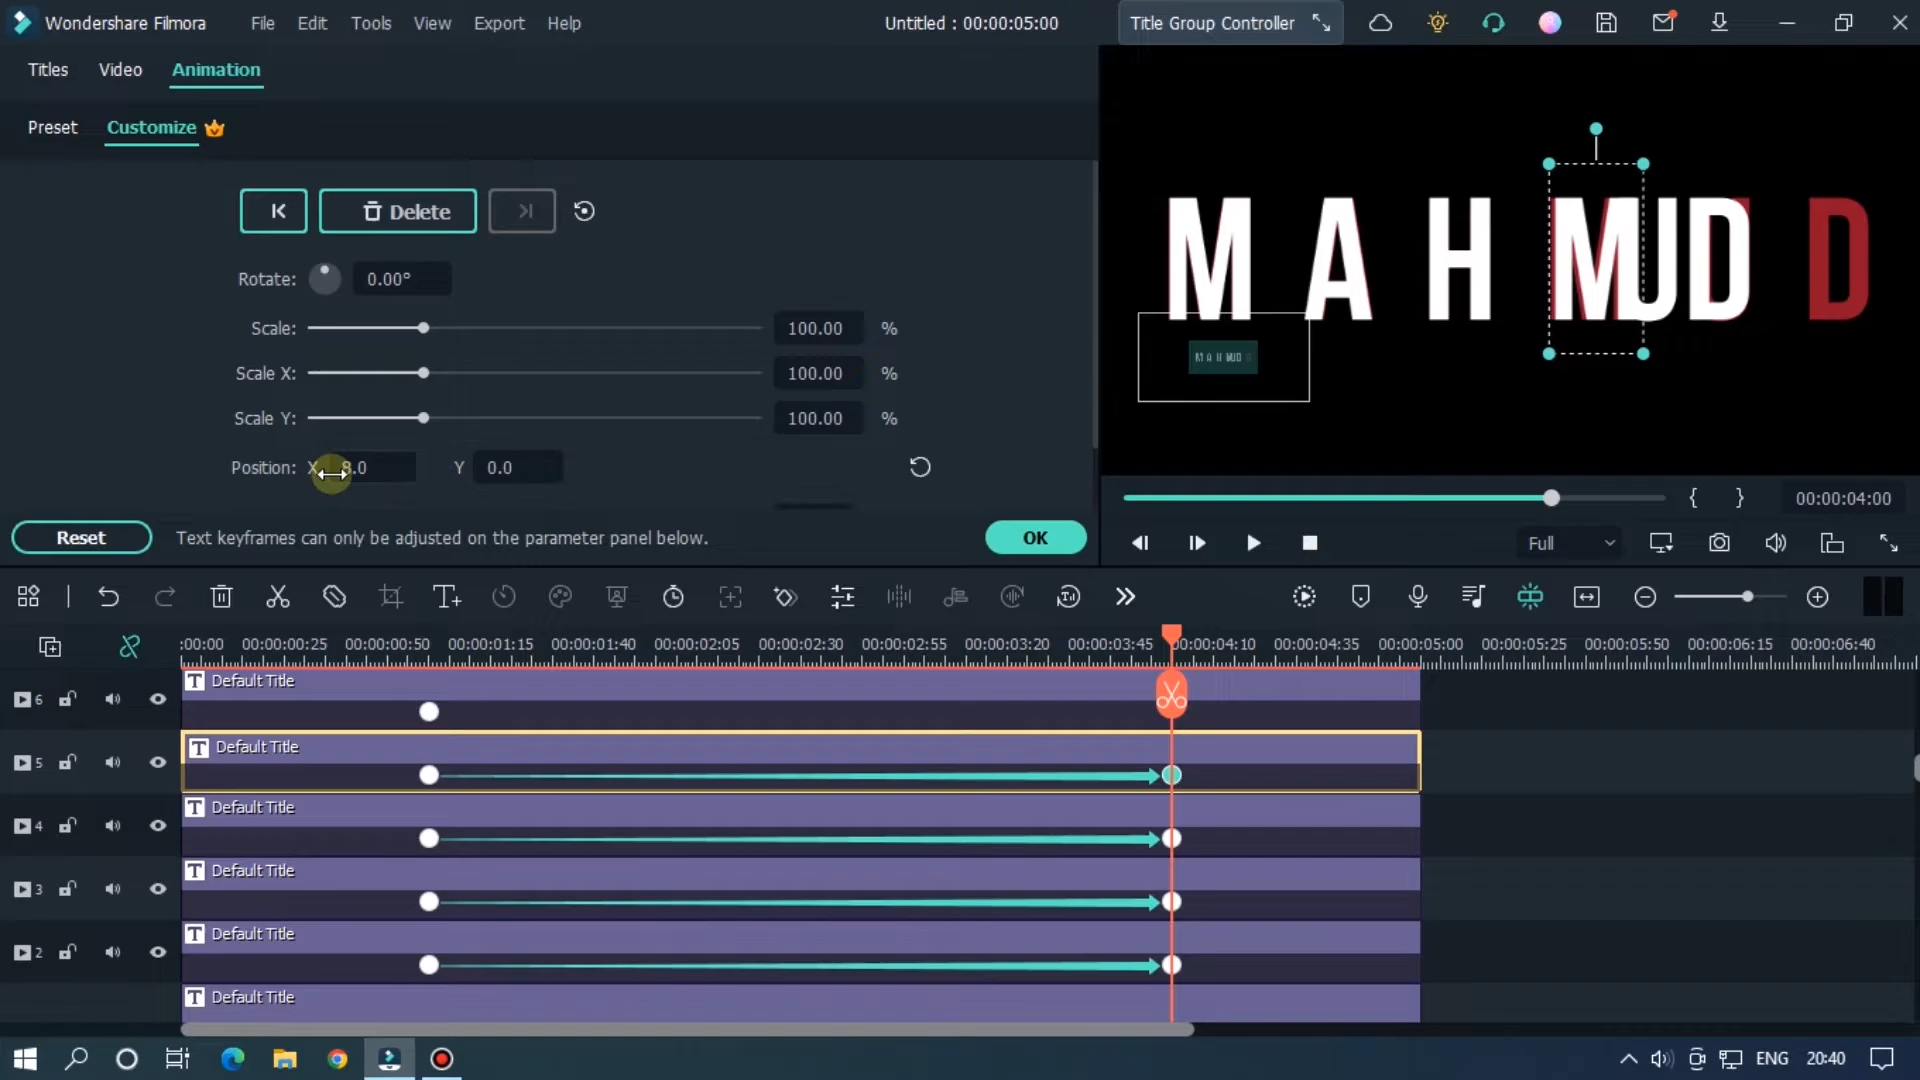 Wondershare Filmora File Edit Tools View Export Help Untitled : 00:00:05:00 Title Group Controller
Titles Video Animation
Preset Customize
Delete
Rotate: 0.00°
Scale: 100.00 %
Scale X: 100.00 %
Scale Y: 100.00 %
Position: X 8.0 Y 0.0
Reset Text keyframes can only be adjusted on the parameter panel below. OK
M A H M U D D
{ } 00:00:04:00
Full
:00:00 00:00:00:25 00:00:00:50 00:00:01:15 00:00:01:40 00:00:02:05 00:00:02:30 00:00:02:55 00:00:03:20 00:00:03:45 00:00:04:10 00:00:04:35 00:00:05:00 00:00:05:25 00:00:05:50 00:00:06:15 00:00:06:40
6 T Default Title
5 T Default Title
4 T Default Title
3 T Default Title
2 T Default Title
T Default Title
ENG 20:40